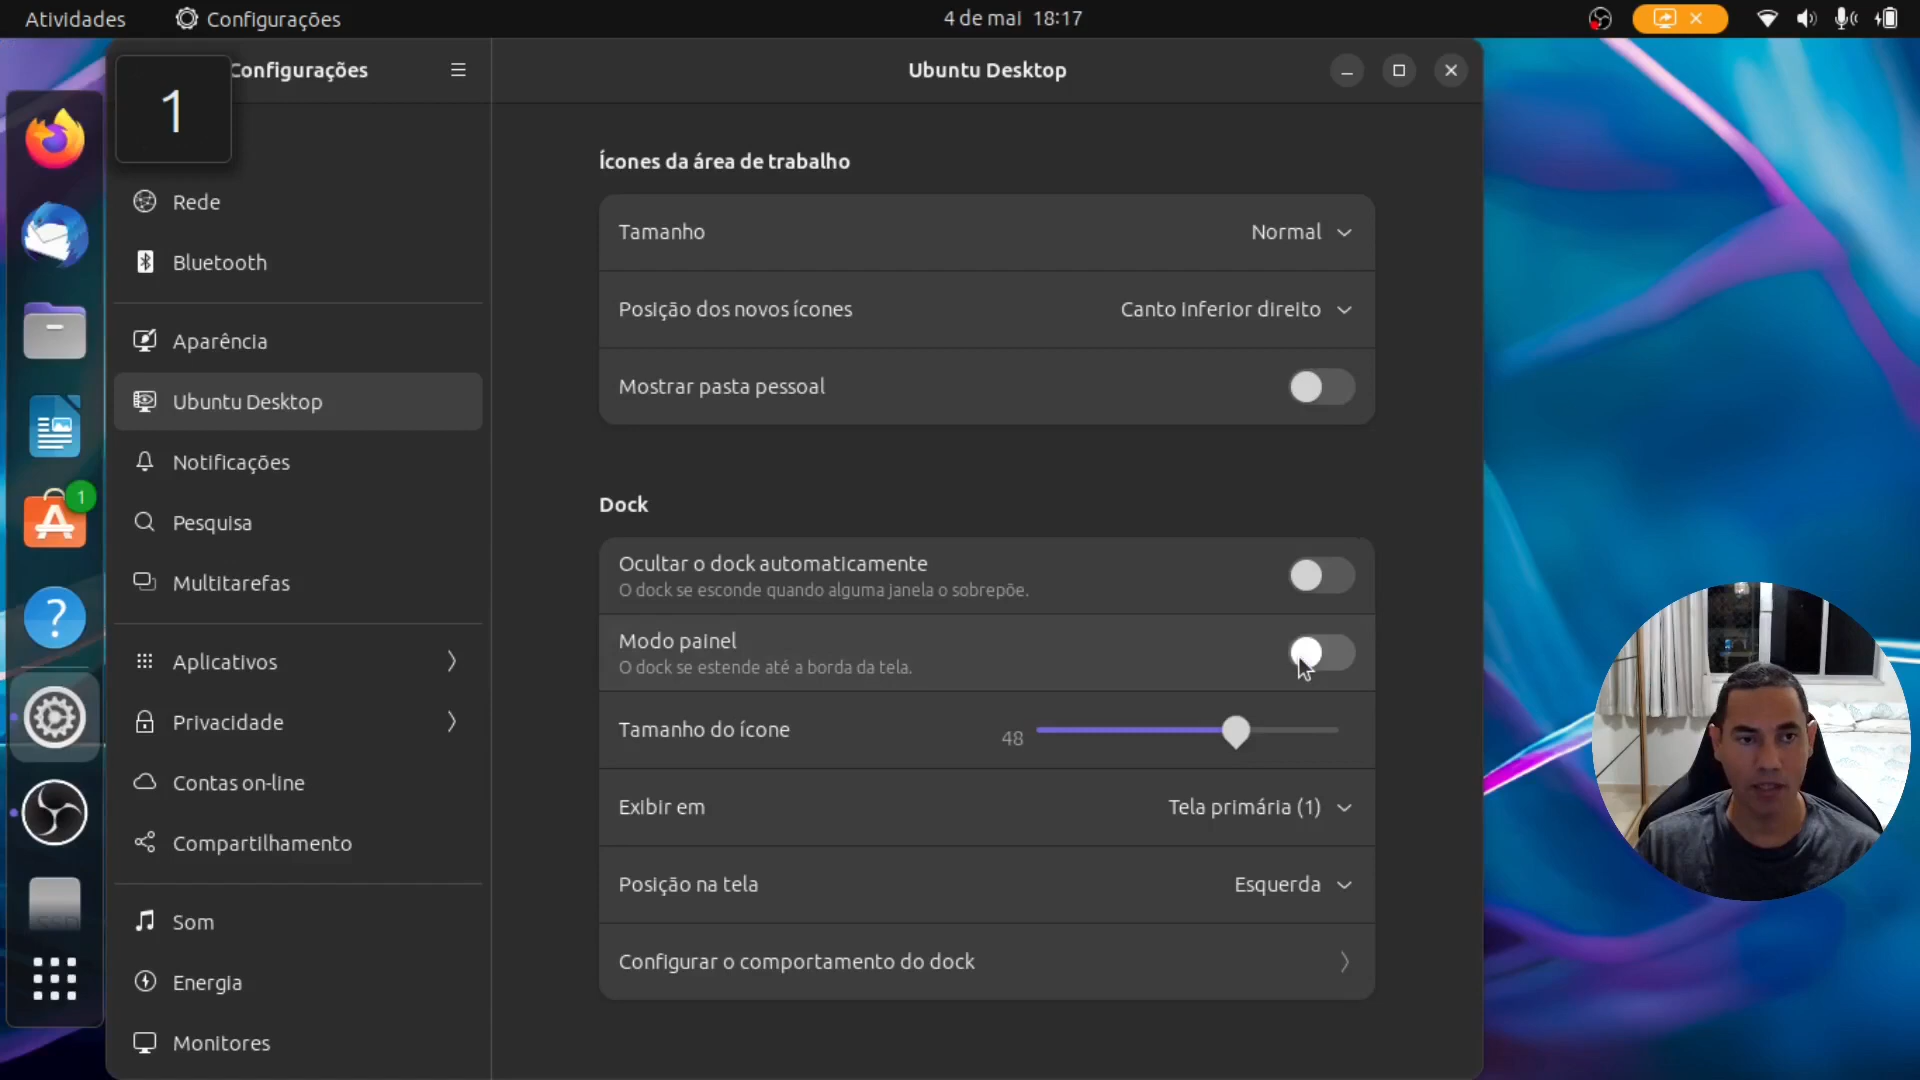 Atividades
Configurações
4 de mai 18:17
1
Configurações
Ubuntu Desktop
Rede
Bluetooth
Aparência
Ubuntu Desktop
Notificações
Pesquisa
Multitarefas
Aplicativos
Privacidade
Contas on-line
Compartilhamento
Som
Energia
Monitores
Ícones da área de trabalho
Tamanho
Normal
Posição dos novos ícones
Canto inferior direito
Mostrar pasta pessoal
Dock
Ocultar o dock automaticamente
O dock se esconde quando alguma janela o sobrepõe.
Modo painel
O dock se estende até a borda da tela.
Tamanho do ícone
48
Exibir em
Tela primária (1)
Posição na tela
Esquerda
Configurar o comportamento do dock
1
?
SSD